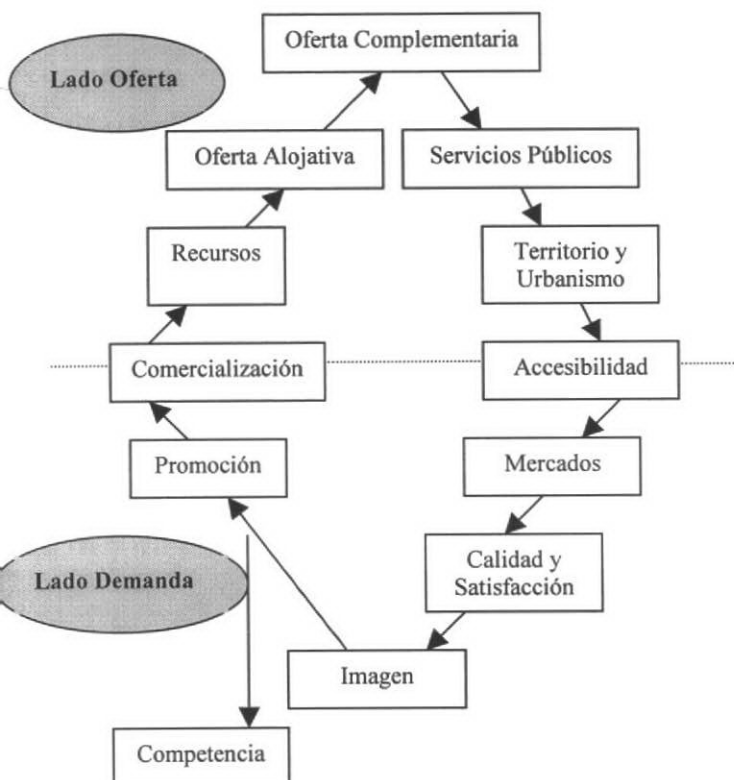 Oferta Complementaria
Lado Oferta
Oferta Alojativa
Servicios Públicos
Recursos
Territorio y
Urbanismo
Comercialización
Accesibilidad
Promoción
Mercados
Calidad y
Satisfacción
Lado Demanda
Imagen
Competencia